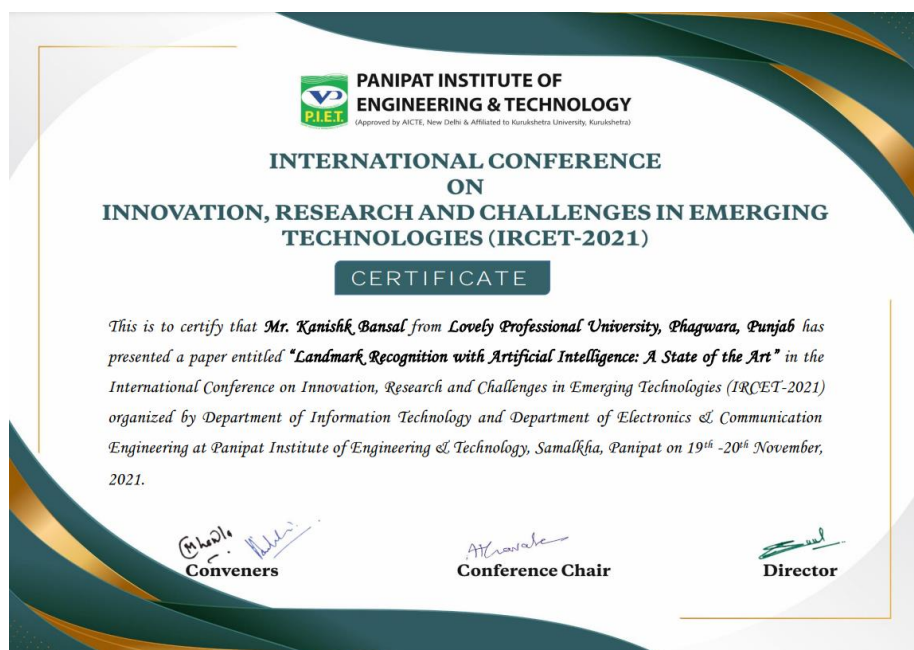 PANIPAT INSTITUTE OF
ENGINEERING & TECHNOLOGY
(Approved by AICTE, New Delhi & Affiliated to Kurukshetra University, Kurukshetra)
VP
P.I.E.T.
INTERNATIONAL CONFERENCE
ON
INNOVATION, RESEARCH AND CHALLENGES IN EMERGING
TECHNOLOGIES (IRCET-2021)
CERTIFICATE
This is to certify that Mr. Kanishk Bansal from Lovely Professional University, Phagwara, Punjab has
presented a paper entitled “Landmark Recognition with Artificial Intelligence: A State of the Art” in the
International Conference on Innovation, Research and Challenges in Emerging Technologies (IRCET-2021)
organized by Department of Information Technology and Department of Electronics & Communication
Engineering at Panipat Institute of Engineering & Technology, Samalkha, Panipat on 19th -20th November,
2021.
Conveners
Conference Chair
Director